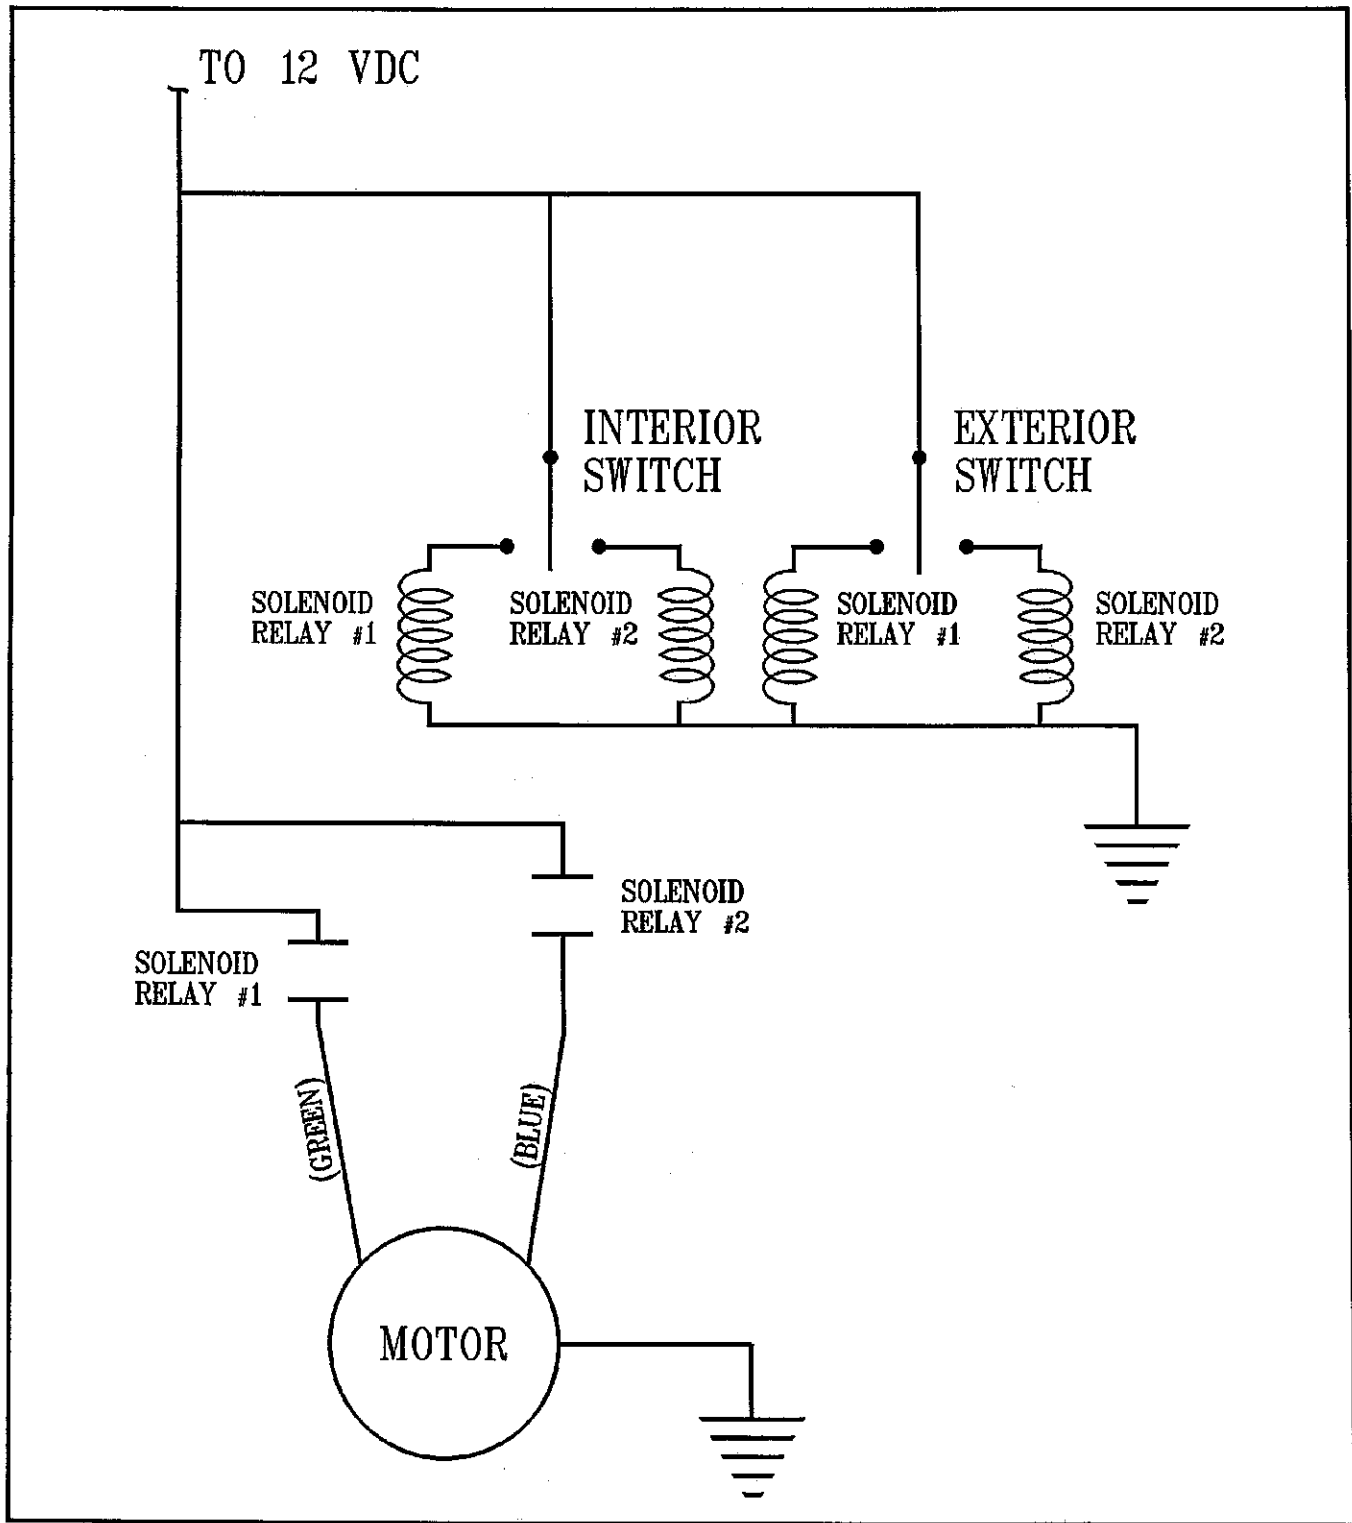 TO 12 VDC
INTERIOR
SWITCH
EXTERIOR
SWITCH
SOLENOID
RELAY #1
SOLENOID
RELAY #2
SOLENOID
RELAY #1
SOLENOID
RELAY #2
SOLENOID
RELAY #2
SOLENOID
RELAY #1
(GREEN)
(BLUE)
MOTOR